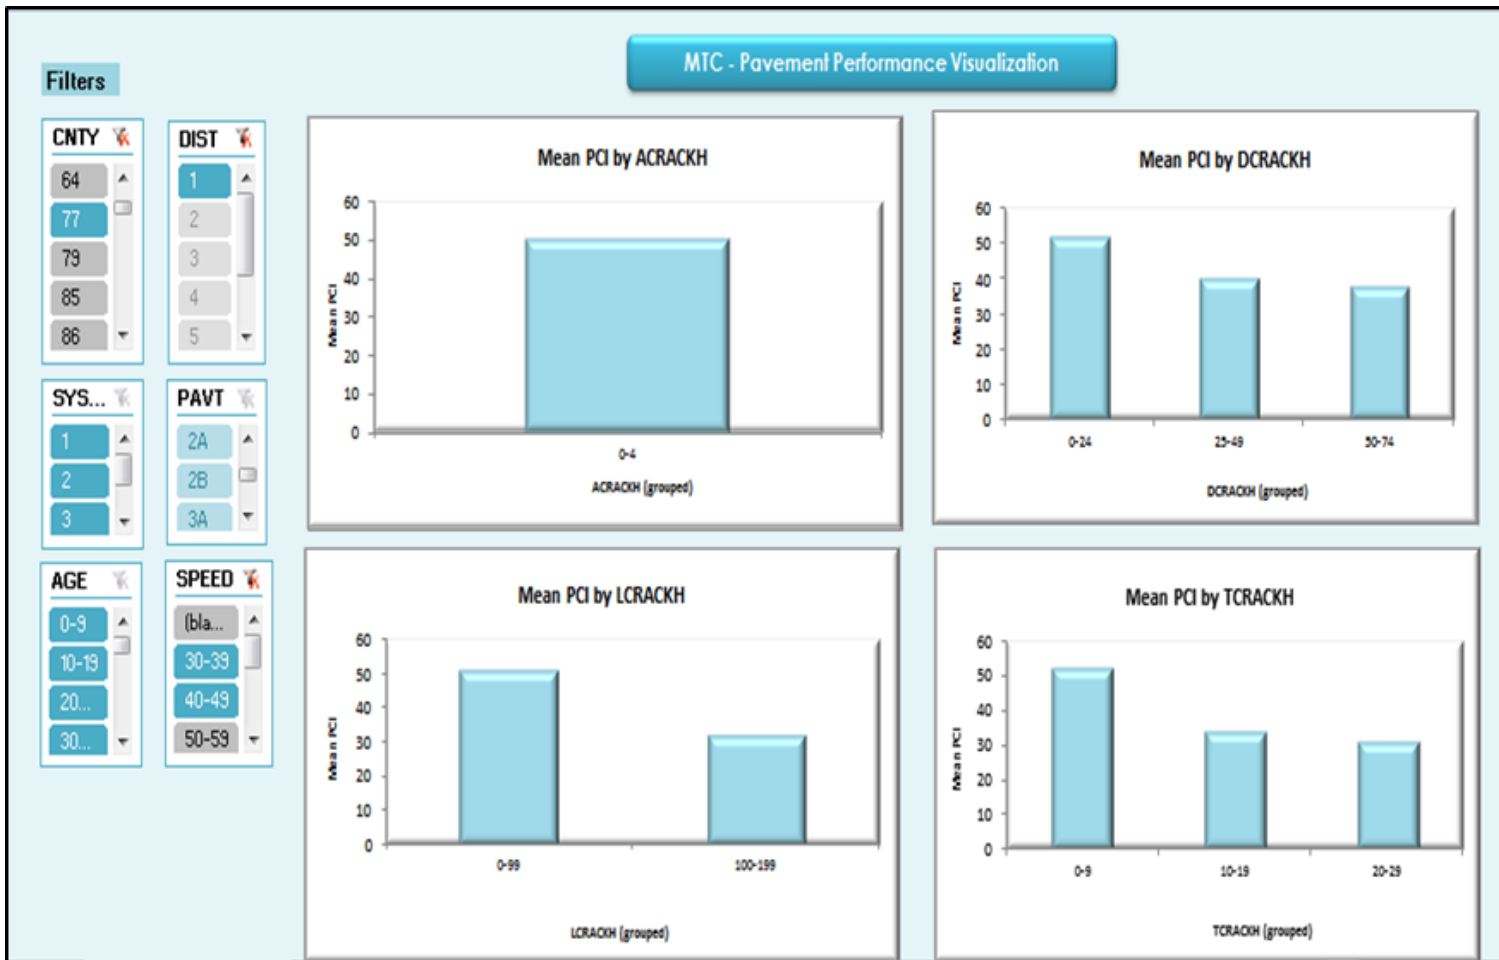 MTC - Pavement Performance Visualization
Filters
CNTY
64
77
79
85
86
DIST
1
2
3
4
5
SYS...
1
2
3
PAVT
2A
2B
3A
AGE
0-9
10-19
20...
30...
SPEED
(bla...
30-39
40-49
50-59
Mean PCI by ACRACKH
60
50
40
30
20
10
0
Mean PCI
0-4
ACRACKH (grouped)
Mean PCI by DCRACKH
60
50
40
30
20
10
0
Mean PCI
0-24
25-49
50-74
DCRACKH (grouped)
Mean PCI by LCRACKH
60
50
40
30
20
10
0
Mean PCI
0-99
100-199
LCRACKH (grouped)
Mean PCI by TCRACKH
60
50
40
30
20
10
0
Mean PCI
0-9
10-19
20-29
TCRACKH (grouped)